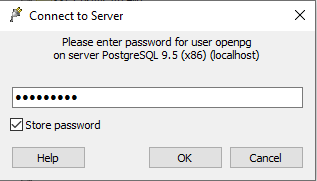 Connect to Server
Please enter password for user openpg
on server PostgreSQL 9.5 (x86) (localhost)
•••••••••
Store password
Help
OK
Cancel